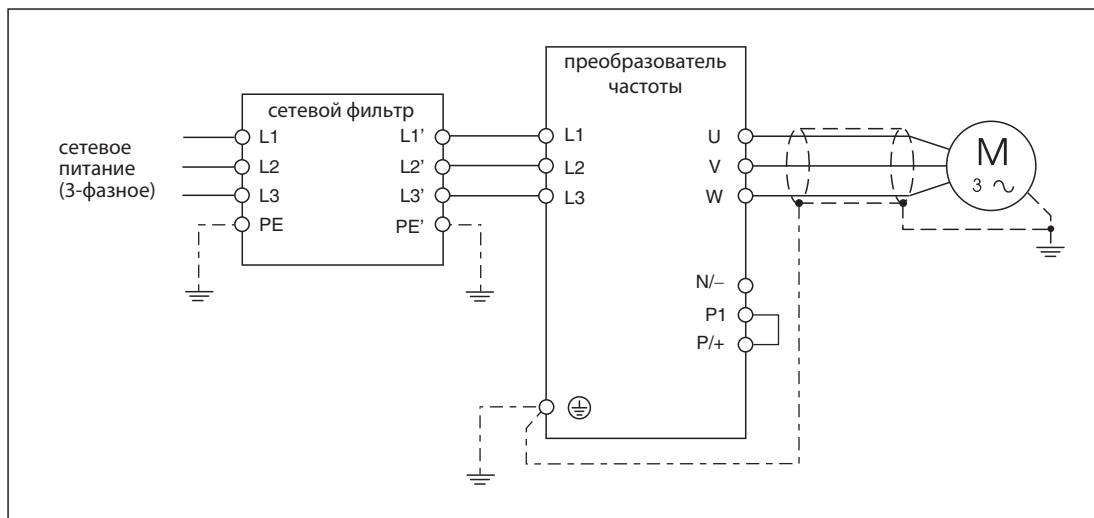 преобразователь
частоты
сетевой фильтр
сетевое
питание
(3-фазное)
L1 L1’ L1 U
L2 L2’ L2 V
L3 L3’ L3 W
PE PE’
M
3 ~
N/–
P1
P/+